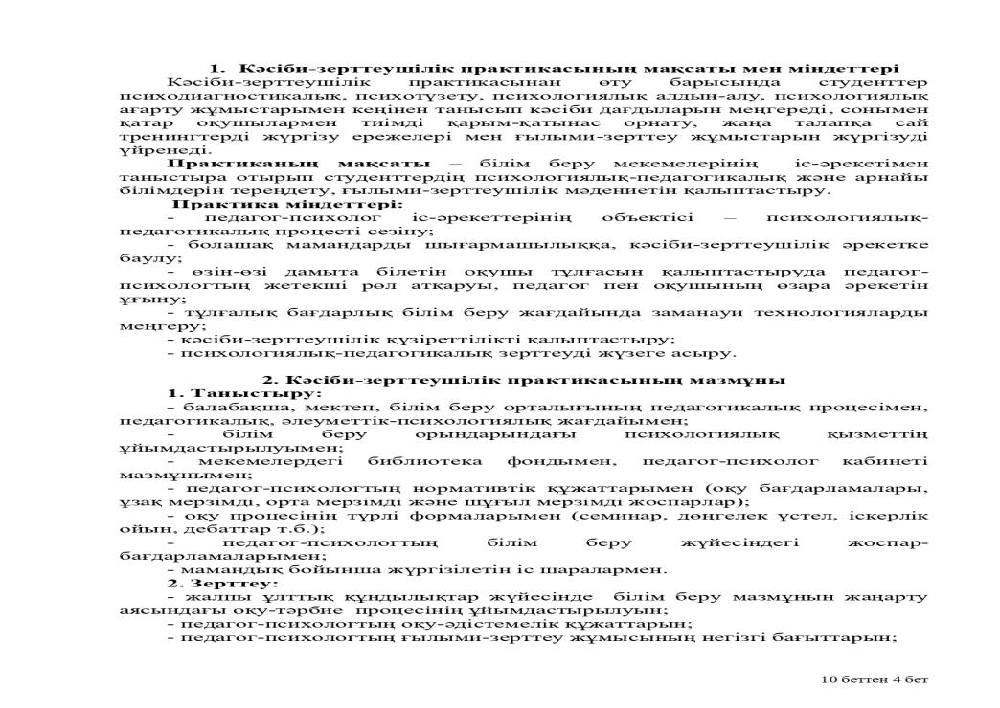 1. Кәсіби-зерттеушілік практикасының мақсаты мен міндеттері
Кәсіби-зерттеушілік практикасынан өту барысында студенттер
психодиагностикалық, психотүзету, психологиялық алдын-алу, психологиялық
ағарту жұмыстарымен кеңінен танысып кәсіби дағдыларын меңгереді, сонымен
қатар оқушылармен тиімді қарым-қатынас орнату, жаңа талапқа сай
тренингтерді жүргізу ережелері мен ғылыми-зерттеу жұмыстарын жүргізуді
үйренеді.
Практиканың мақсаты – білім беру мекемелерінің іс-әрекетімен
таныстыра отырып студенттердің психологиялық-педагогикалық және арнайы
білімдерін тереңдету, ғылыми-зерттеушілік мәдениетін қалыптастыру.
Практика міндеттері:
- педагог-психолог іс-әрекеттерінің объектісі – психологиялық-
педагогикалық процесті сезіну;
- болашақ мамандарды шығармашылыққа, кәсіби-зерттеушілік әрекетке
баулу;
- өзін-өзі дамыта білетін оқушы тұлғасын қалыптастыруда педагог-
психологтың жетекші рөл атқаруы, педагог пен оқушының өзара әрекетін
ұғыну;
- тұлғалық бағдарлық білім беру жағдайында заманауи технологияларды
меңгеру;
- кәсіби-зерттеушілік құзіреттілікті қалыптастыру;
- психологиялық-педагогикалық зерттеуді жүзеге асыру.
2. Кәсіби-зерттеушілік практикасының мазмұны
1. Таныстыру:
- балабақша, мектеп, білім беру орталығының педагогикалық процесімен,
педагогикалық, әлеуметтік-психологиялық жағдайымен;
- білім беру орындарындағы психологиялық қызметтің
ұйымдастырылуымен;
- мекемелердегі библиотека фондымен, педагог-психолог кабинеті
мазмұнымен;
- педагог-психологтың нормативтік құжаттарымен (оқу бағдарламалары,
ұзақ мерзімді, орта мерзімді және шұғыл мерзімді жоспарлар);
- оқу процесінің түрлі формаларымен (семинар, дөңгелек үстел, іскерлік
ойын, дебаттар т.б.);
- педагог-психологтың білім беру жүйесіндегі жоспар-
бағдарламаларымен;
- мамандық бойынша жүргізілетін іс шаралармен.
2. Зерттеу:
- жалпы ұлттық құндылықтар жүйесінде білім беру мазмұнын жаңарту
аясындағы оқу-тәрбие процесінің ұйымдастырылуын;
- педагог-психологтың оқу-әдістемелік құжаттарын;
- педагог-психологтың ғылыми-зерттеу жұмысының негізгі бағыттарын;
10 беттен 4 бет